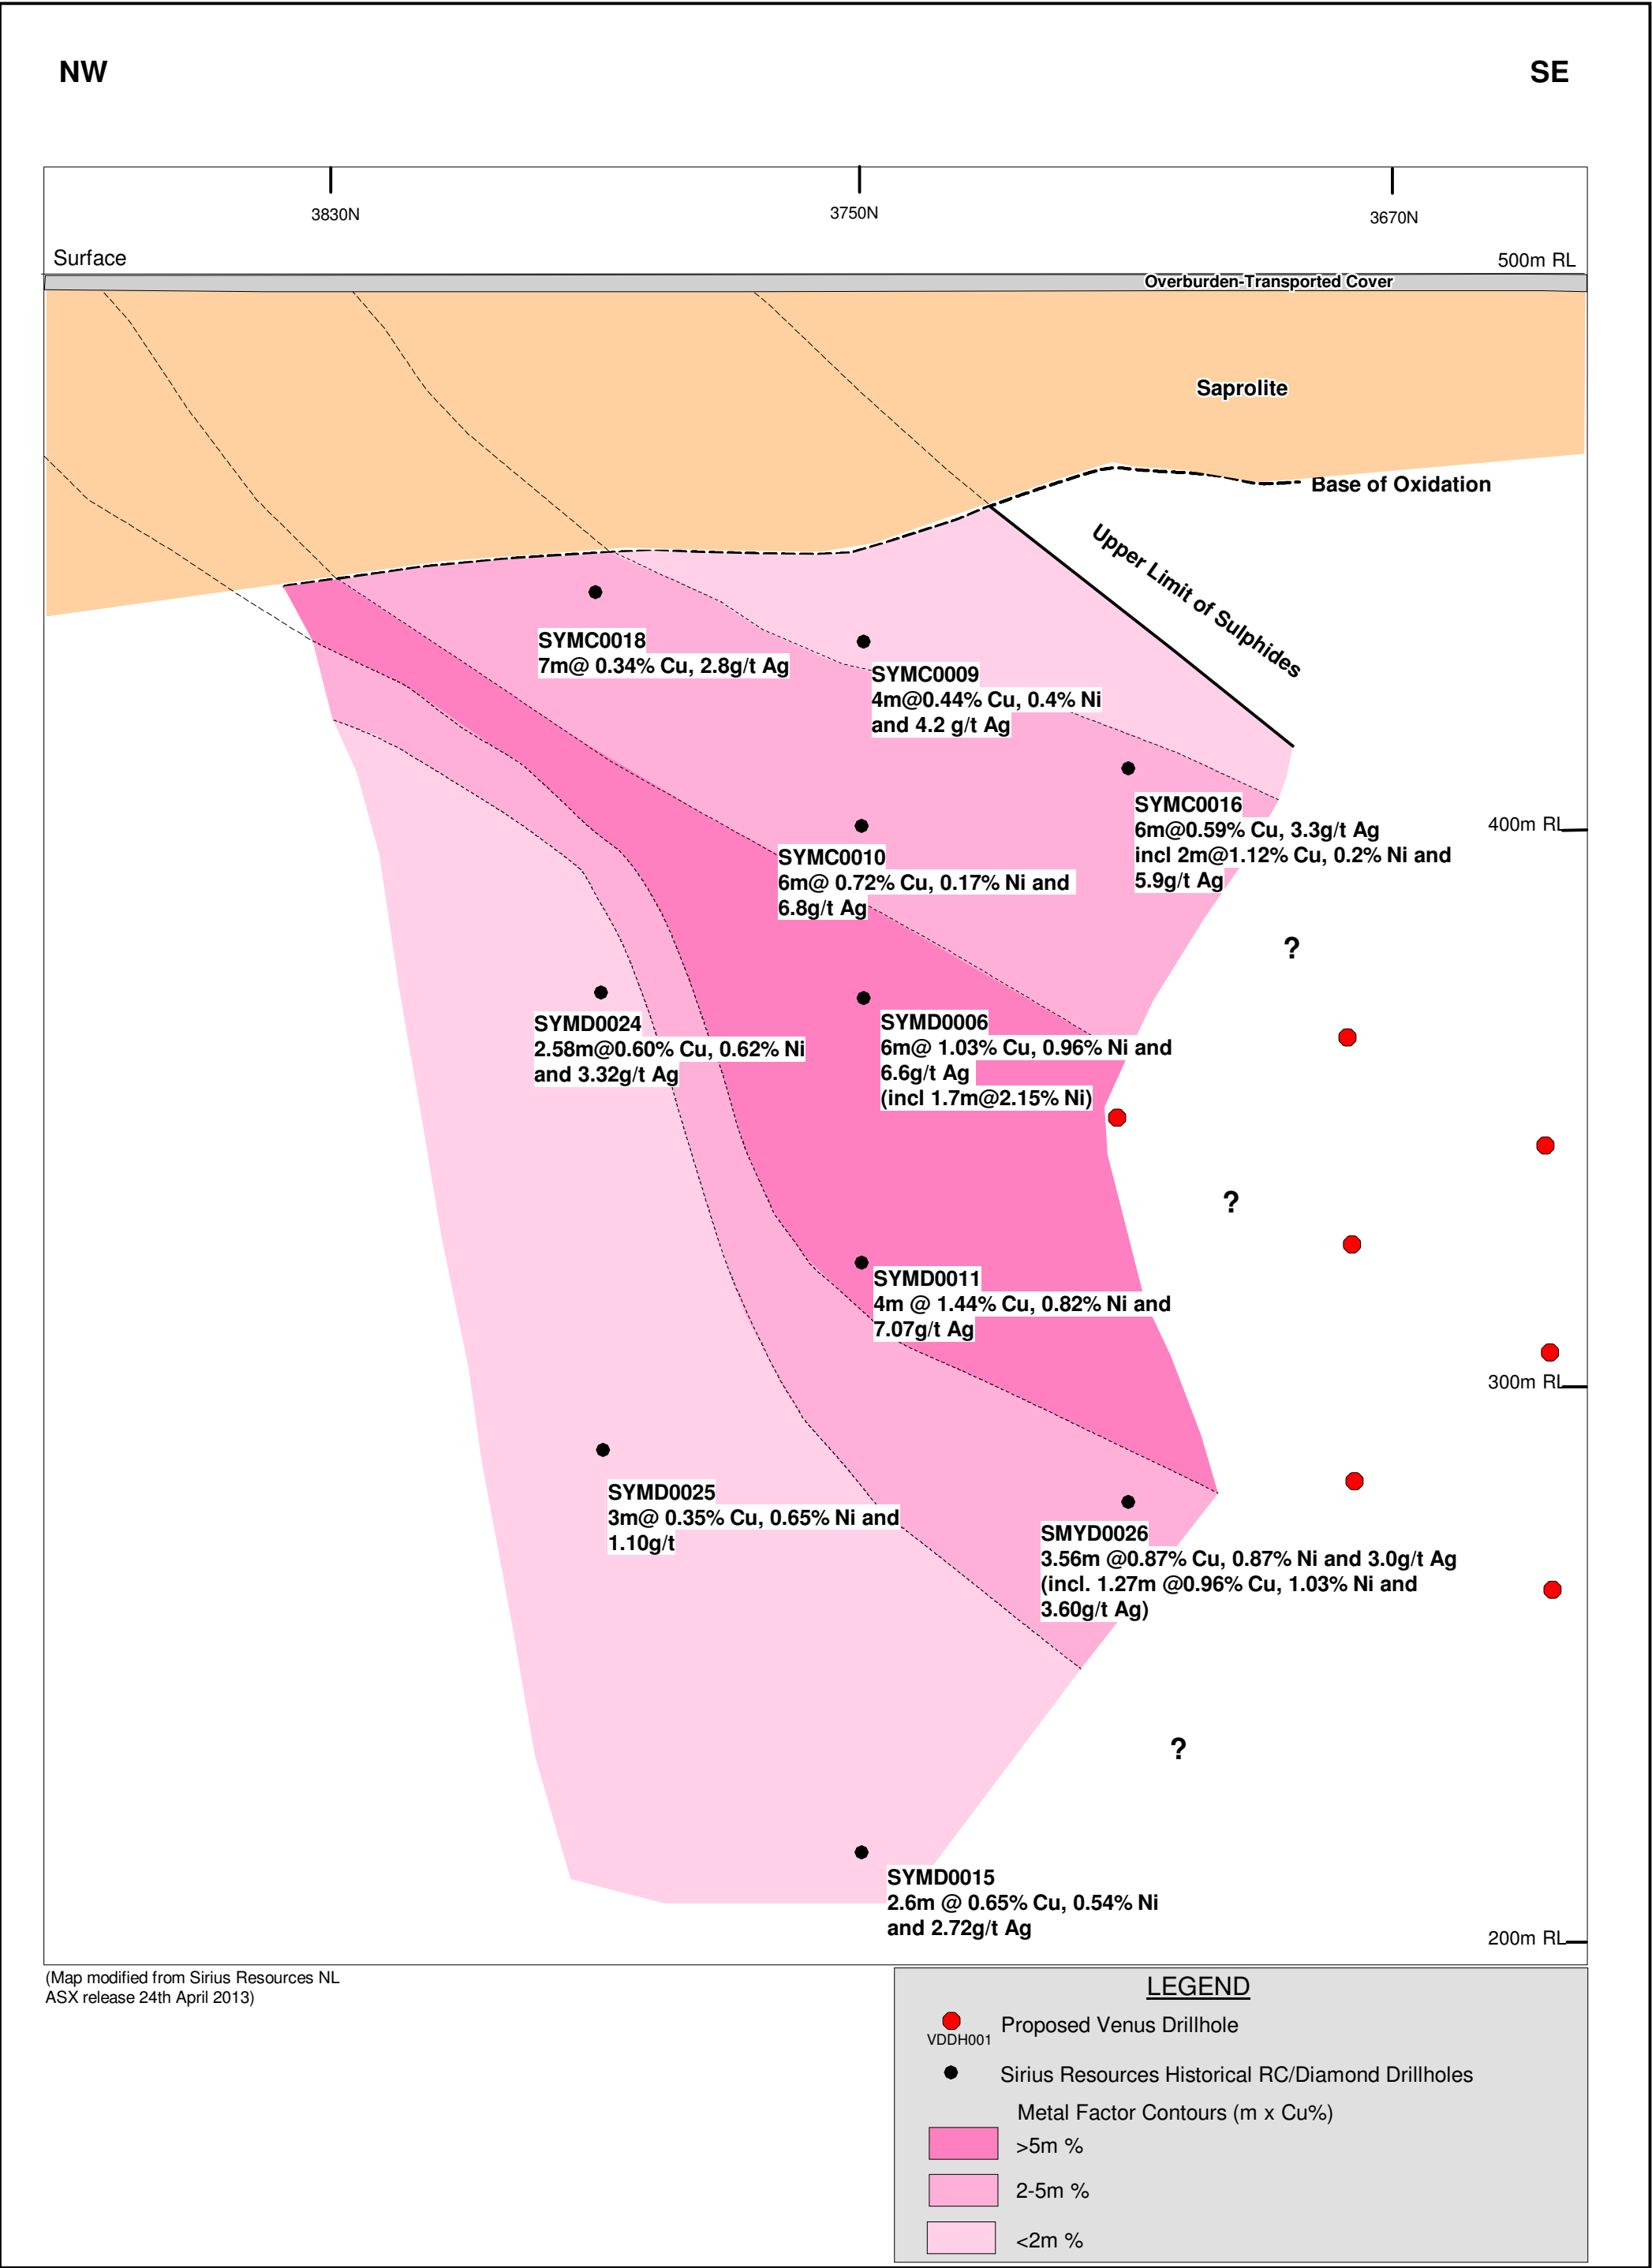 NW
SE
3830N
3750N
3670N
Surface
500m RL
Overburden-Transported Cover
Saprolite
Base of Oxidation
Upper Limit of Sulphides
SYMC0018
7m@ 0.34% Cu, 2.8g/t Ag
SYMC0009
4m@0.44% Cu, 0.4% Ni
and 4.2 g/t Ag
SYMC0016
6m@0.59% Cu, 3.3g/t Ag
incl 2m@1.12% Cu, 0.2% Ni and
5.9g/t Ag
400m RL
SYMC0010
6m@ 0.72% Cu, 0.17% Ni and
6.8g/t Ag
?
SYMD0024
2.58m@0.60% Cu, 0.62% Ni
and 3.32g/t Ag
SYMD0006
6m@ 1.03% Cu, 0.96% Ni and
6.6g/t Ag
(incl 1.7m@2.15% Ni)
?
SYMD0011
4m @ 1.44% Cu, 0.82% Ni and
7.07g/t Ag
300m RL
SYMD0025
3m@ 0.35% Cu, 0.65% Ni and
1.10g/t
SMYD0026
3.56m @0.87% Cu, 0.87% Ni and 3.0g/t Ag
(incl. 1.27m @0.96% Cu, 1.03% Ni and
3.60g/t Ag)
?
SYMD0015
2.6m @ 0.65% Cu, 0.54% Ni
and 2.72g/t Ag
200m RL
(Map modified from Sirius Resources NL
ASX release 24th April 2013)
LEGEND
Proposed Venus Drillhole
VDDH001
Sirius Resources Historical RC/Diamond Drillholes
Metal Factor Contours (m x Cu%)
>5m %
2-5m %
<2m %